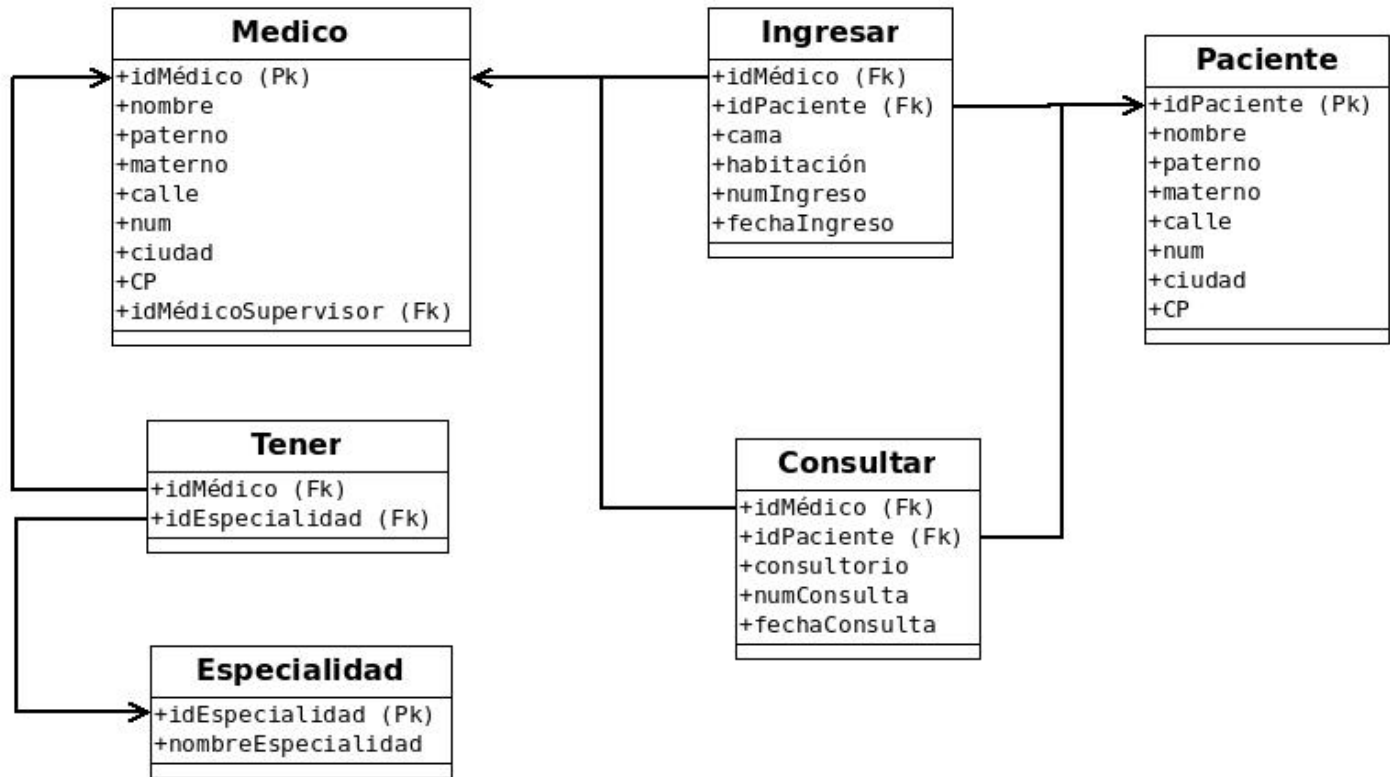 Medico
+idMédico (Pk)
+nombre
+paterno
+materno
+calle
+num
+ciudad
+CP
+idMédicoSupervisor (Fk)
Ingresar
+idMédico (Fk)
+idPaciente (Fk)
+cama
+habitación
+numIngreso
+fechaIngreso
Paciente
+idPaciente (Pk)
+nombre
+paterno
+materno
+calle
+num
+ciudad
+CP
Tener
+idMédico (Fk)
+idEspecialidad (Fk)
Consultar
+idMédico (Fk)
+idPaciente (Fk)
+consultorio
+numConsulta
+fechaConsulta
Especialidad
+idEspecialidad (Pk)
+nombreEspecialidad